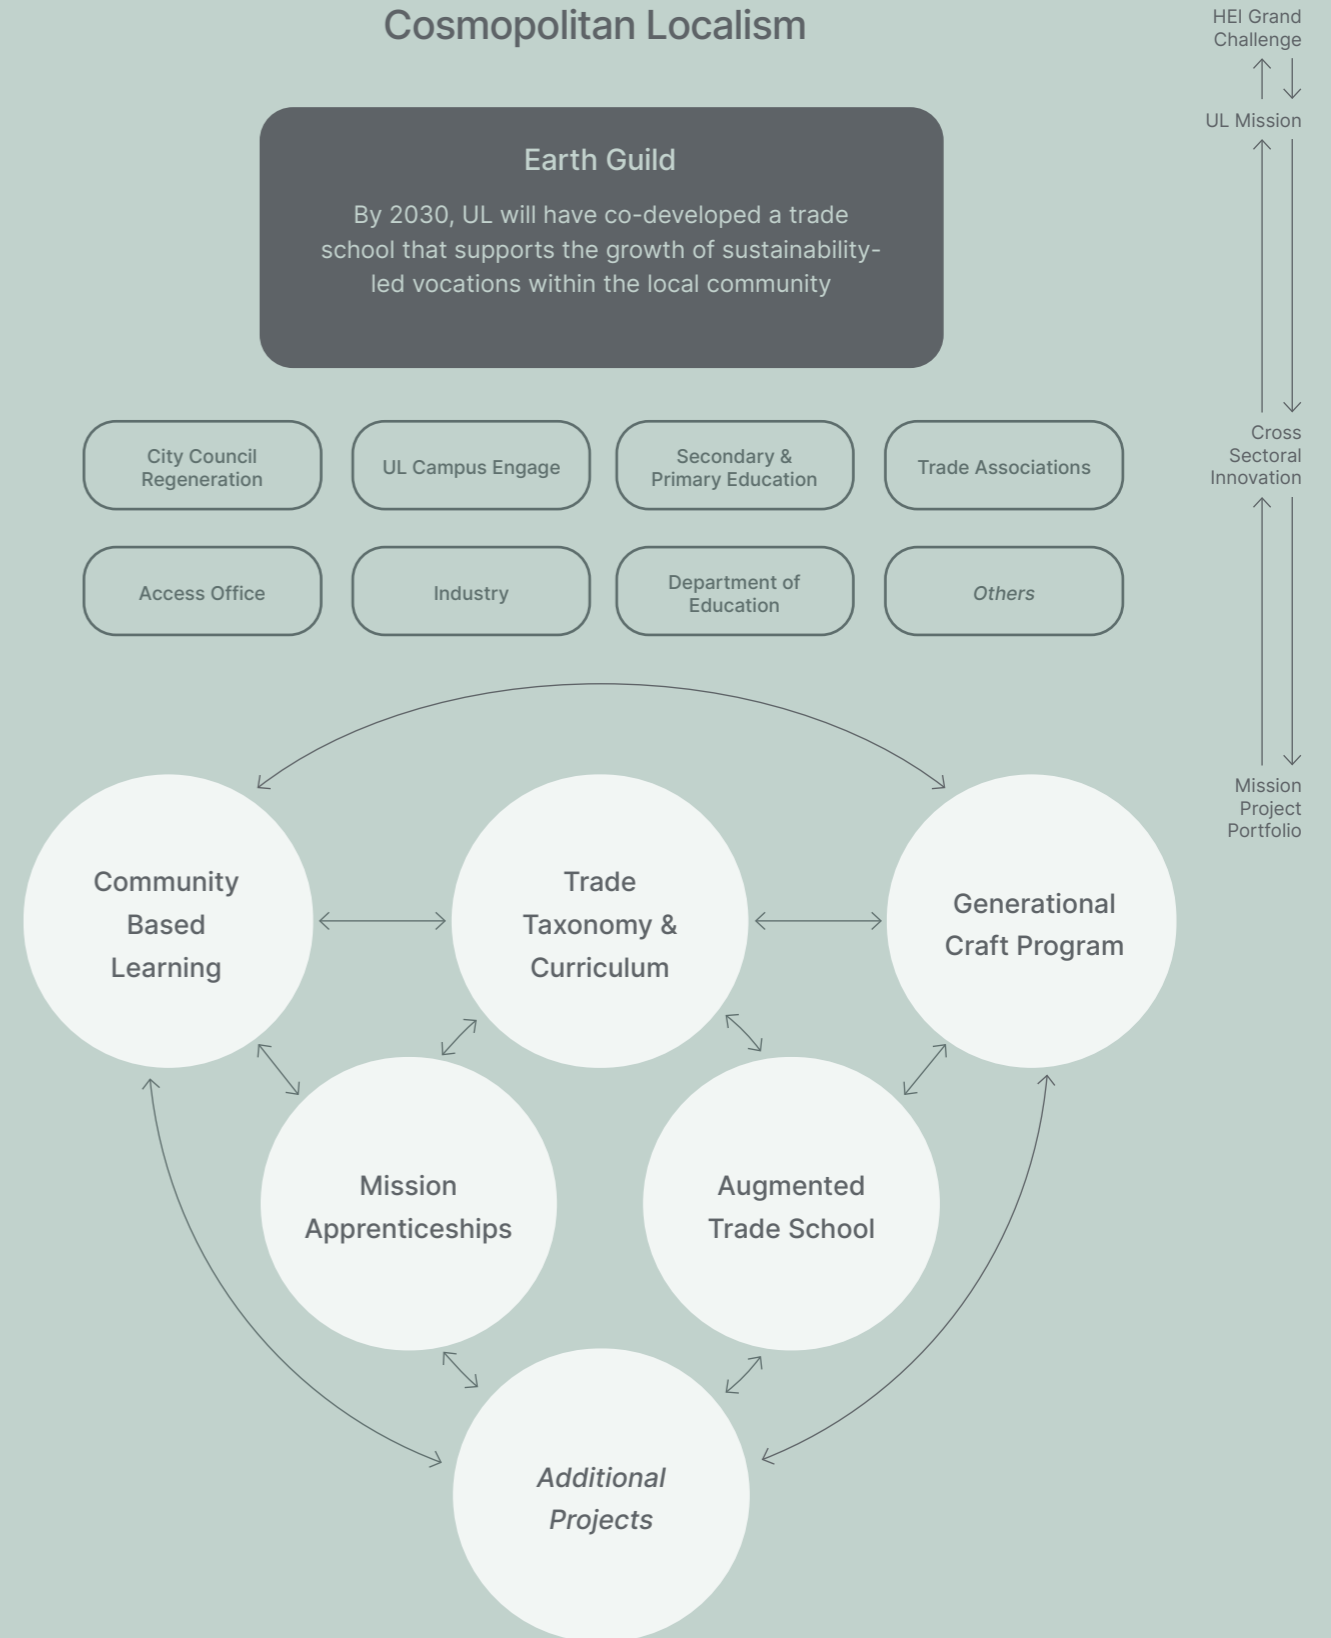 Cosmopolitan Localism
HEI Grand
Challenge
UL Mission
Earth Guild
By 2030, UL will have co-developed a trade
school that supports the growth of sustainability-
led vocations within the local community
City Council
Regeneration
UL Campus Engage
Secondary &
Primary Education
Trade Associations
Cross
Sectoral
Innovation
Access Office
Industry
Department of
Education
Others
Mission
Project
Portfolio
Community
Based
Learning
Trade
Taxonomy &
Curriculum
Generational
Craft Program
Mission
Apprenticeships
Augmented
Trade School
Additional
Projects